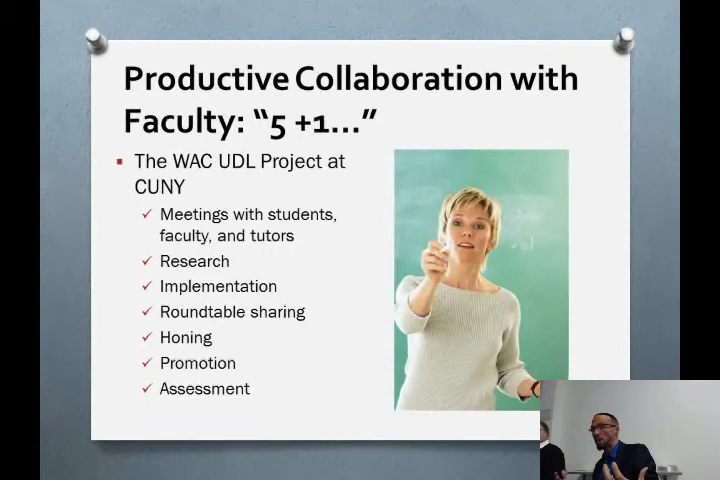 Productive Collaboration with
Faculty: “5 +1…”
The WAC UDL Project at
CUNY
Meetings with students,
faculty, and tutors
Research
Implementation
Roundtable sharing
Honing
Promotion
Assessment